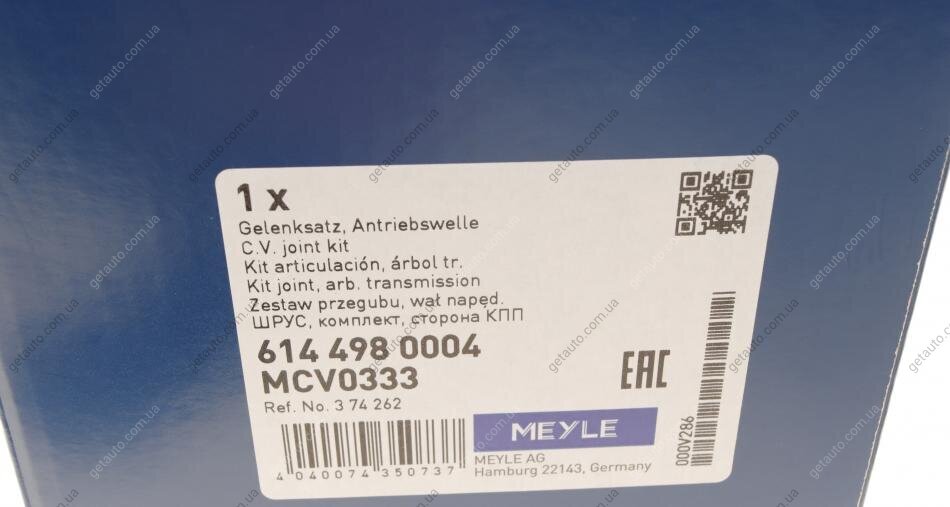 1 x
Gelenksatz, Antriebswelle
C.V. joint kit
Kit articulación, árbol tr.
Kit joint, arb. transmission
Zestaw przegubu, wał napęd.
ШРУС, комплект, сторона КПП
614 498 0004
MCV0333
Ref. No. 3 74 262
EAC
MEYLE
MEYLE AG
Hamburg 22143, Germany
4 040074 350737
000V286
getauto.com.ua